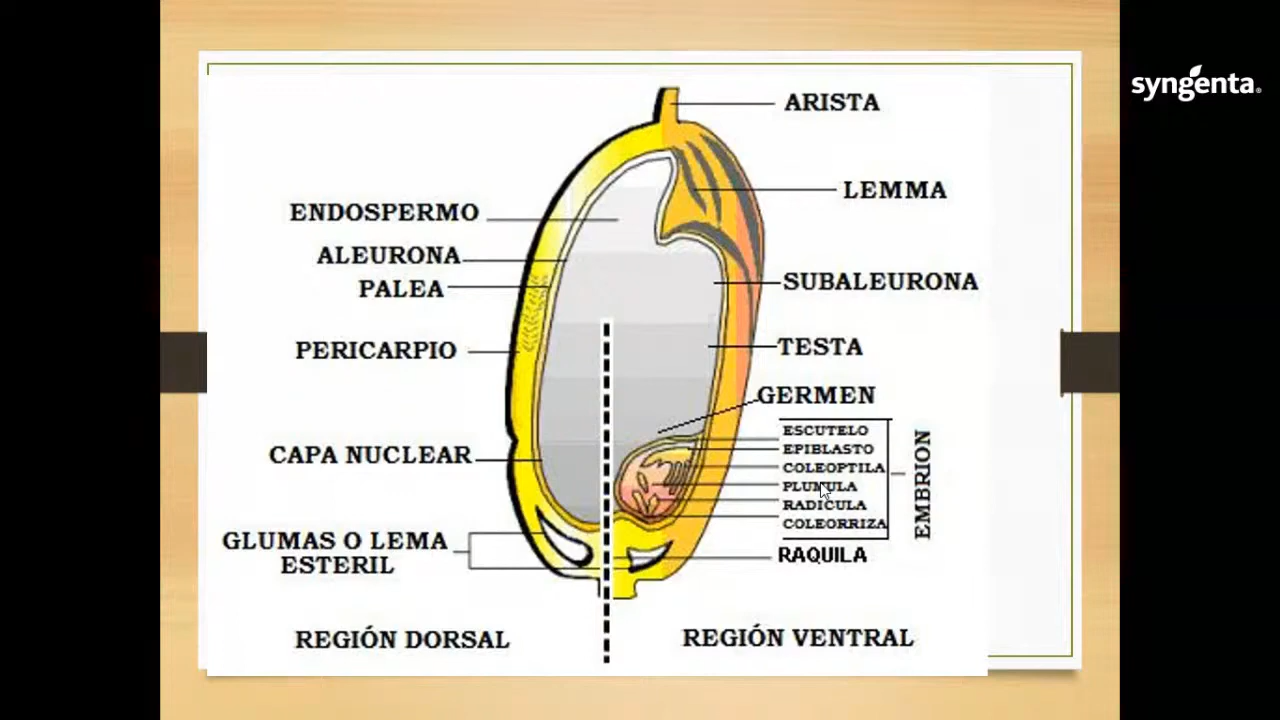 syngenta
ARISTA
LEMMA
ENDOSPERMO
ALEURONA
PALEA
SUBALEURONA
PERICARPIO
TESTA
GERMEN
ESCUTELO
EPIBLASTO
COLEOPTILA
PLUMULA
RADICULA
COLEORRIZA
EMBRION
CAPA NUCLEAR
GLUMAS O LEMA
ESTERIL
RAQUILA
REGIÓN DORSAL
REGIÓN VENTRAL